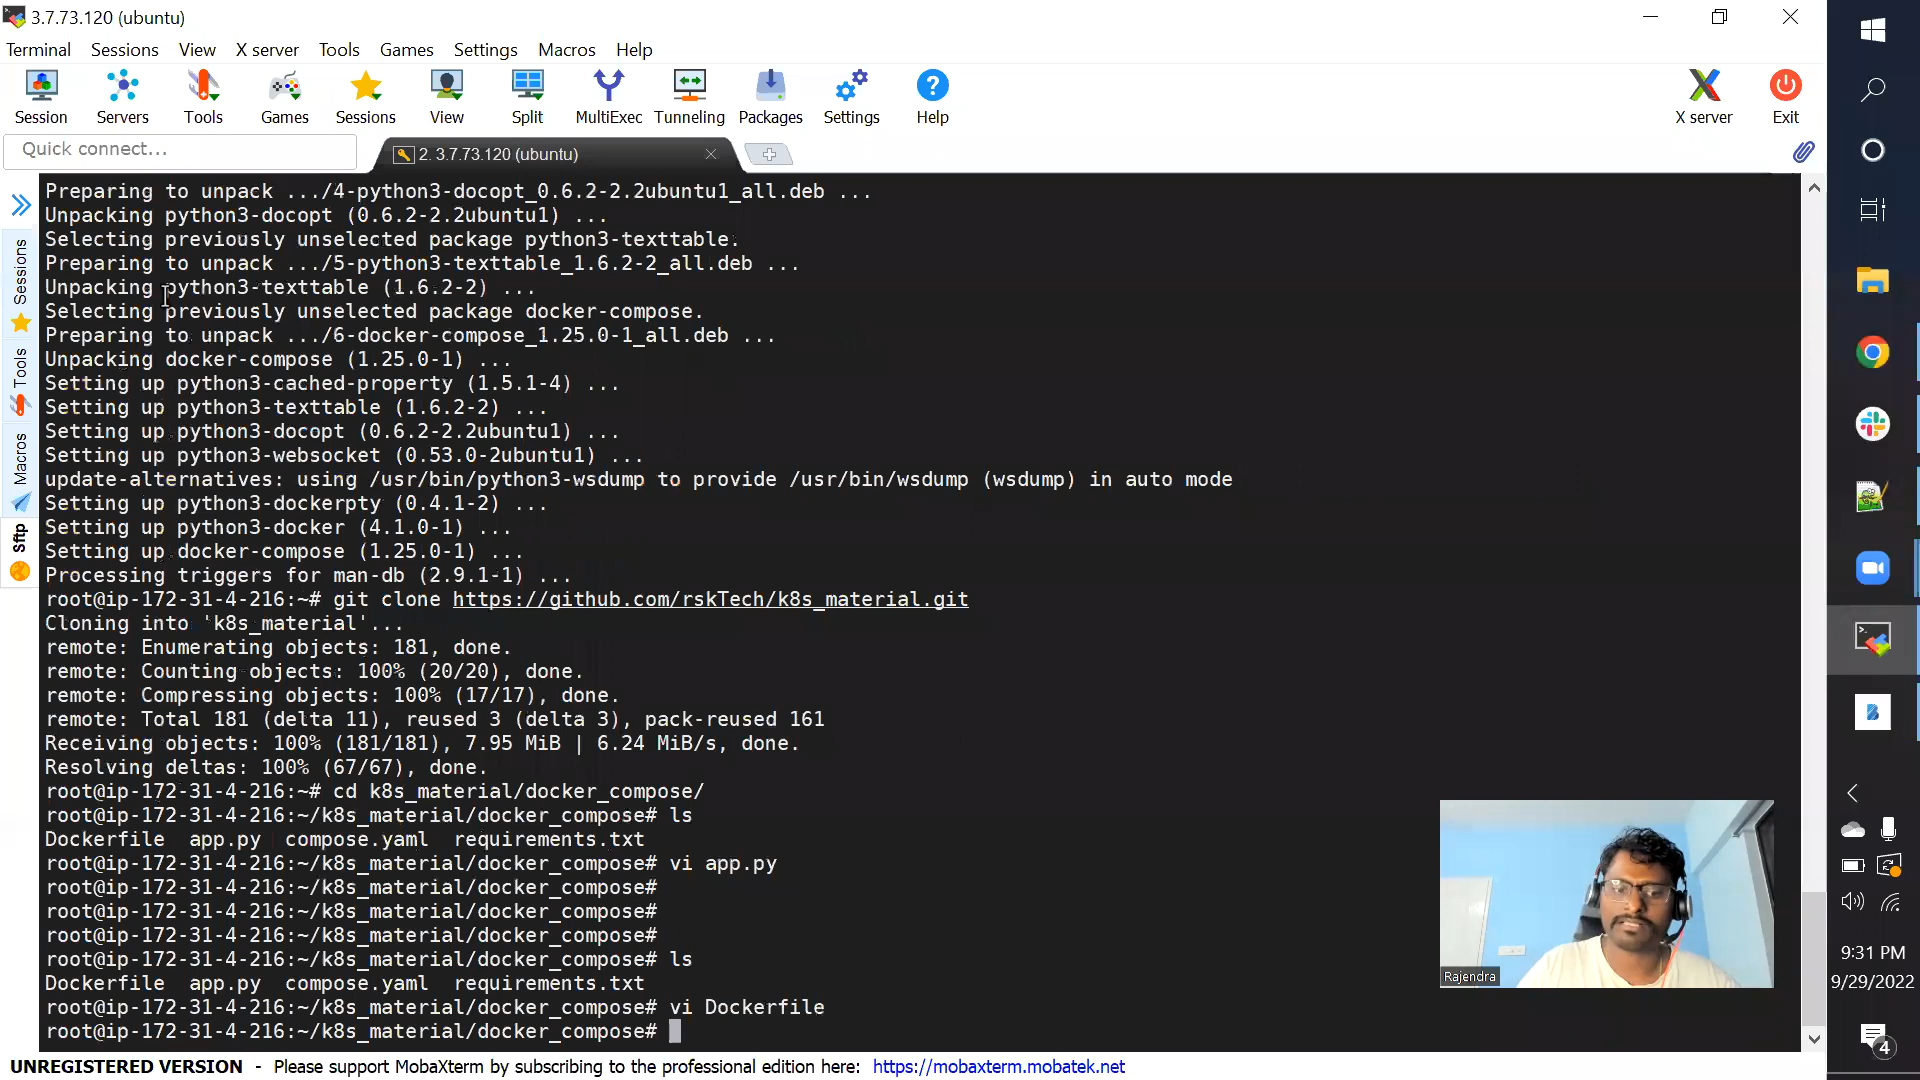 3.7.73.120 (ubuntu)
Terminal Sessions View X server Tools Games Settings Macros Help
Session Servers Tools Games Sessions View Split MultiExec Tunneling Packages Settings Help X server Exit
Quick connect...
2. 3.7.73.120 (ubuntu)
Sessions
Tools
Macros
Sftp
Preparing to unpack .../4-python3-docopt_0.6.2-2.2ubuntu1_all.deb ...
Unpacking python3-docopt (0.6.2-2.2ubuntu1) ...
Selecting previously unselected package python3-texttable.
Preparing to unpack .../5-python3-texttable_1.6.2-2_all.deb ...
Unpacking python3-texttable (1.6.2-2) ...
Selecting previously unselected package docker-compose.
Preparing to unpack .../6-docker-compose_1.25.0-1_all.deb ...
Unpacking docker-compose (1.25.0-1) ...
Setting up python3-cached-property (1.5.1-4) ...
Setting up python3-texttable (1.6.2-2) ...
Setting up python3-docopt (0.6.2-2.2ubuntu1) ...
Setting up python3-websocket (0.53.0-2ubuntu1) ...
update-alternatives: using /usr/bin/python3-wsdump to provide /usr/bin/wsdump (wsdump) in auto mode
Setting up python3-dockerpty (0.4.1-2) ...
Setting up python3-docker (4.1.0-1) ...
Setting up docker-compose (1.25.0-1) ...
Processing triggers for man-db (2.9.1-1) ...
root@ip-172-31-4-216:~# git clone https://github.com/rskTech/k8s_material.git
Cloning into 'k8s_material'...
remote: Enumerating objects: 181, done.
remote: Counting objects: 100% (20/20), done.
remote: Compressing objects: 100% (17/17), done.
remote: Total 181 (delta 11), reused 3 (delta 3), pack-reused 161
Receiving objects: 100% (181/181), 7.95 MiB | 6.24 MiB/s, done.
Resolving deltas: 100% (67/67), done.
root@ip-172-31-4-216:~# cd k8s_material/docker_compose/
root@ip-172-31-4-216:~/k8s_material/docker_compose# ls
Dockerfile app.py compose.yaml requirements.txt
root@ip-172-31-4-216:~/k8s_material/docker_compose# vi app.py
root@ip-172-31-4-216:~/k8s_material/docker_compose#
root@ip-172-31-4-216:~/k8s_material/docker_compose#
root@ip-172-31-4-216:~/k8s_material/docker_compose#
root@ip-172-31-4-216:~/k8s_material/docker_compose# ls
Dockerfile app.py compose.yaml requirements.txt
root@ip-172-31-4-216:~/k8s_material/docker_compose# vi Dockerfile
root@ip-172-31-4-216:~/k8s_material/docker_compose#
Rajendra
9:31 PM
9/29/2022
4
UNREGISTERED VERSION - Please support MobaXterm by subscribing to the professional edition here: https://mobaxterm.mobatek.net